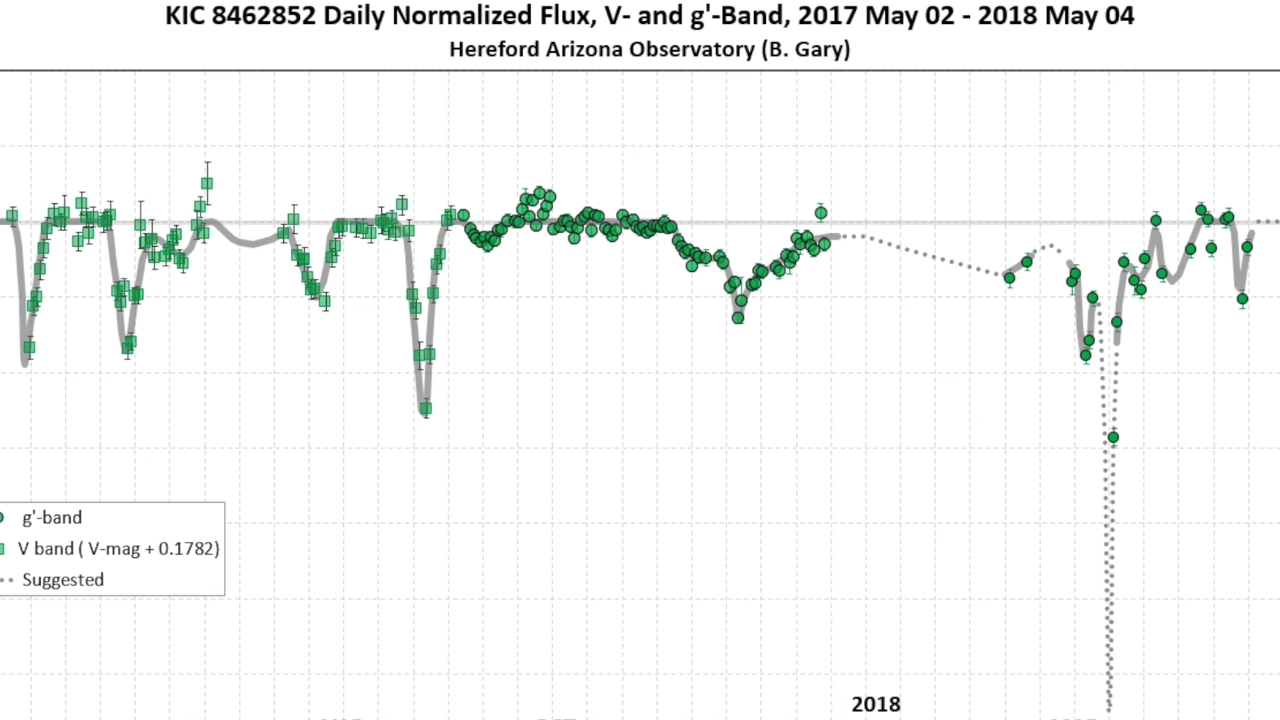 KIC 8462852 Daily Normalized Flux, V- and g'-Band, 2017 May 02 - 2018 May 04
Hereford Arizona Observatory (B. Gary)
g'-band
V band ( V-mag + 0.1782)
Suggested
2018